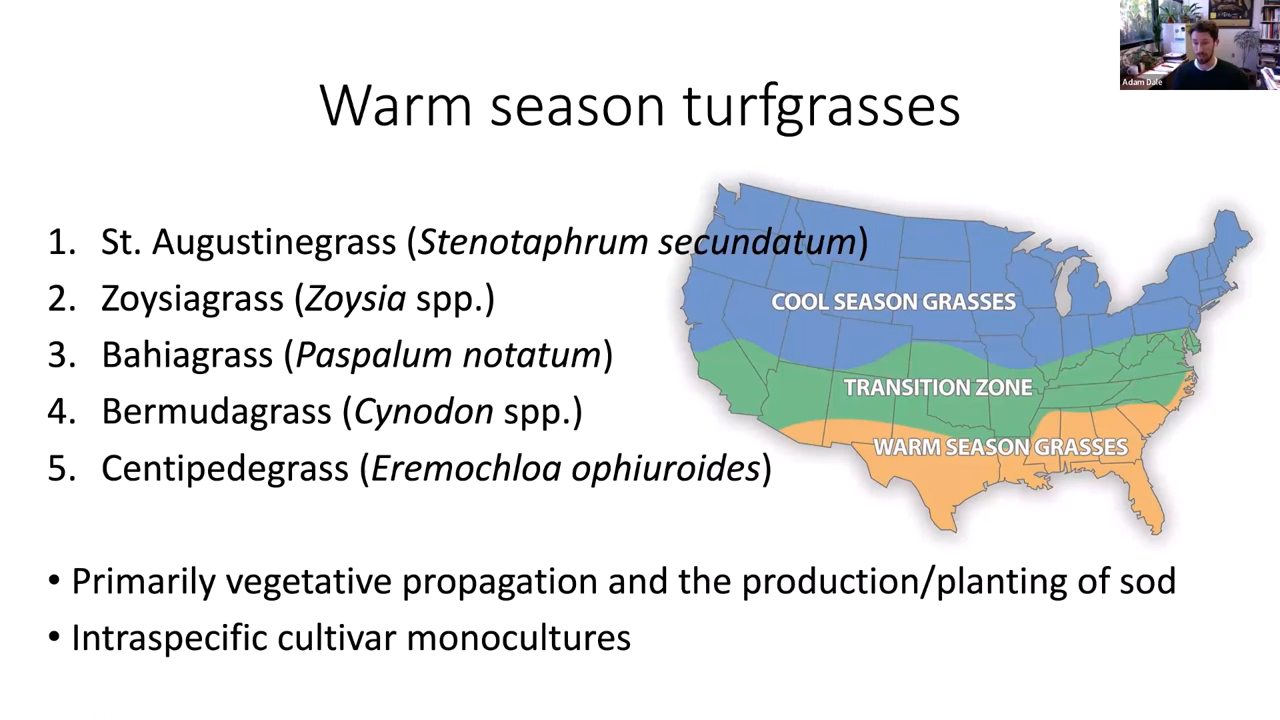 Adam Dale
Warm season turfgrasses
1. St. Augustinegrass (Stenotaphrum secundatum)
2. Zoysiagrass (Zoysia spp.)
3. Bahiagrass (Paspalum notatum)
4. Bermudagrass (Cynodon spp.)
5. Centipedegrass (Eremochloa ophiuroides)
COOL SEASON GRASSES
TRANSITION ZONE
WARM SEASON GRASSES
• Primarily vegetative propagation and the production/planting of sod
• Intraspecific cultivar monocultures